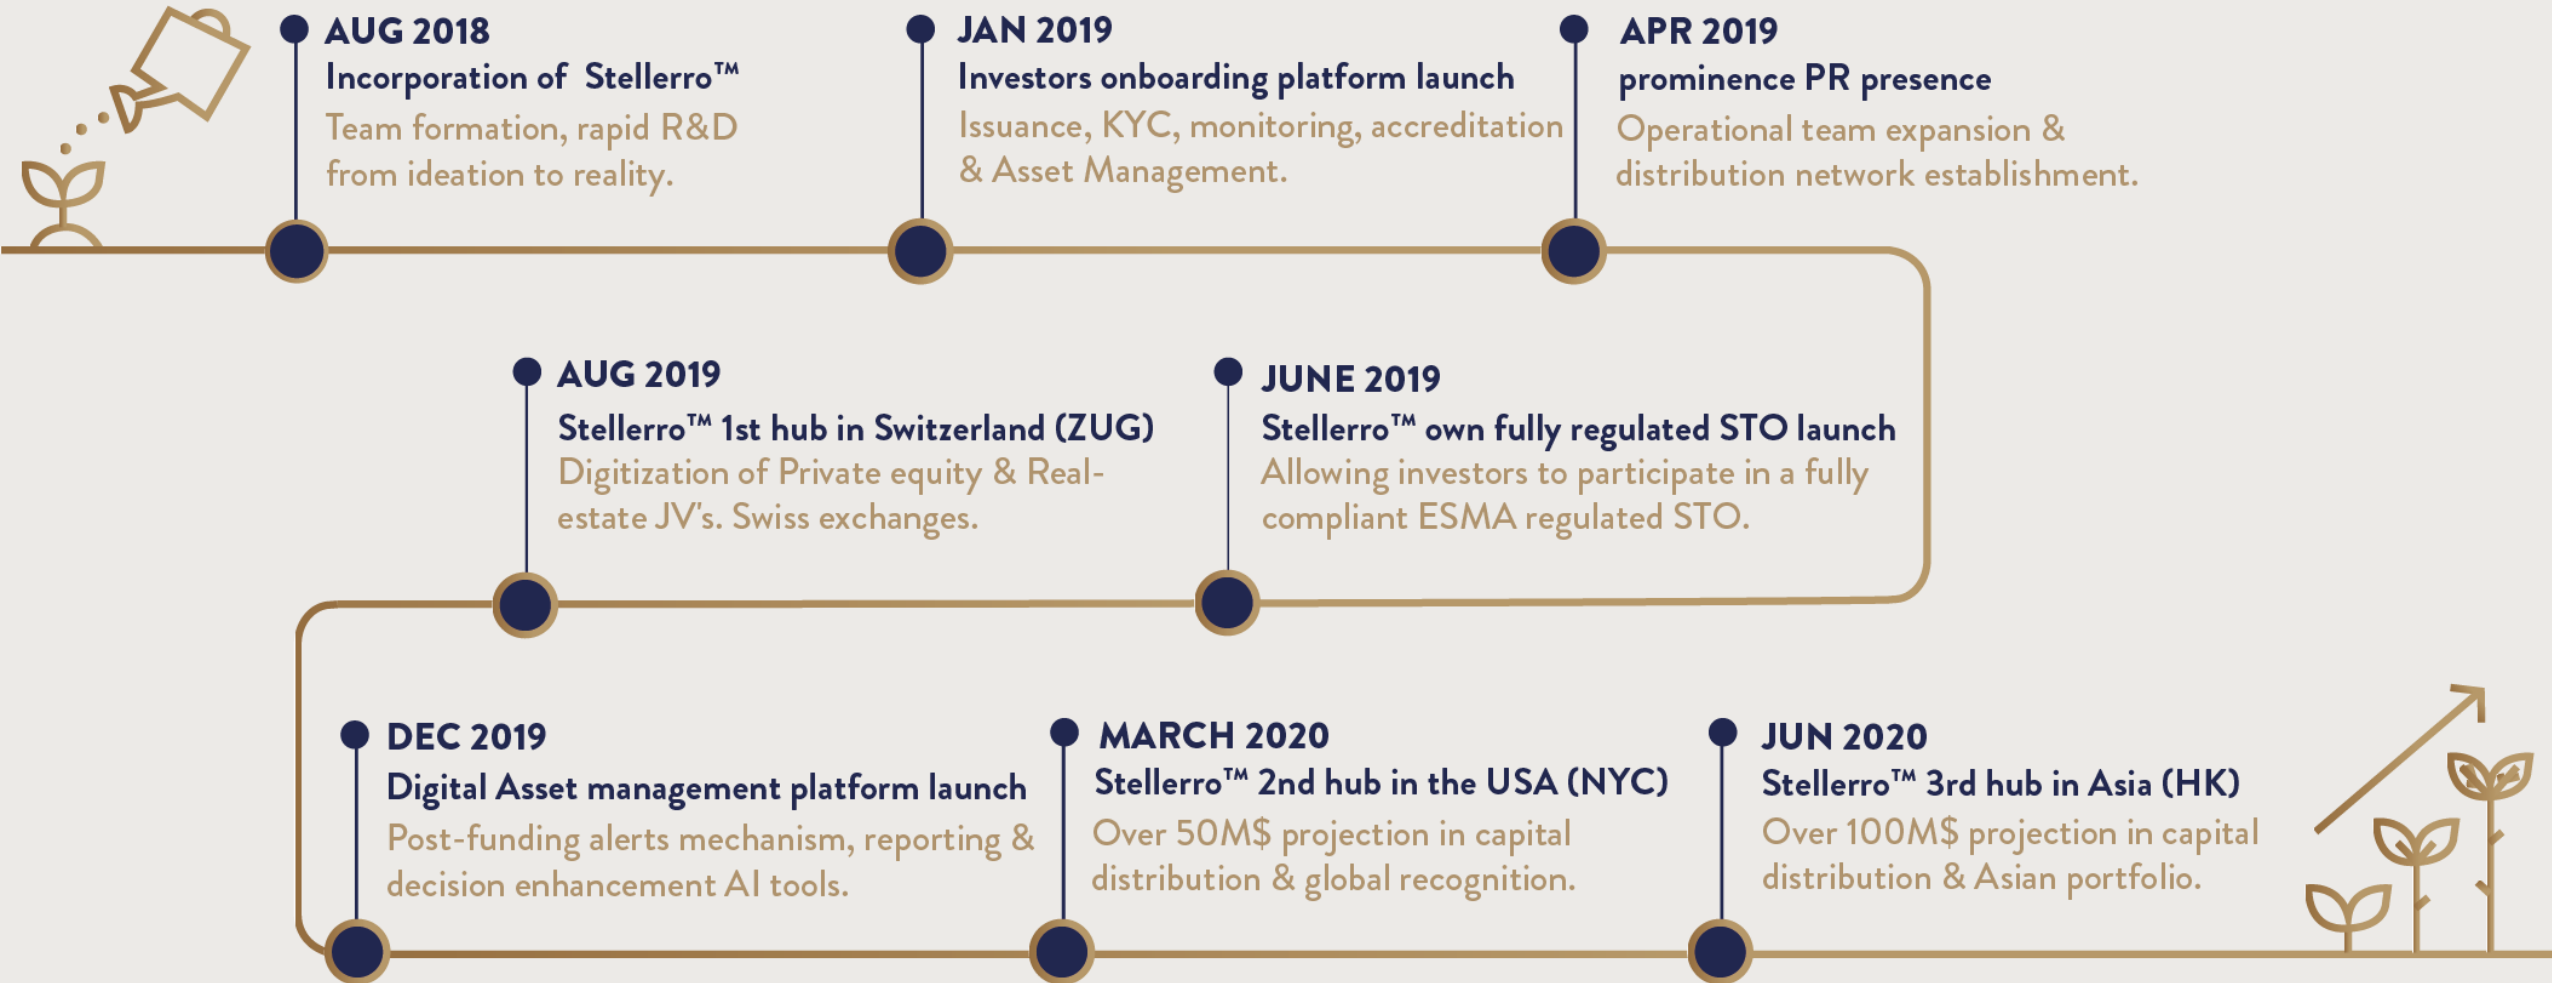 AUG 2018
Incorporation of Stellerro™
Team formation, rapid R&D
from ideation to reality.
JAN 2019
Investors onboarding platform launch
Issuance, KYC, monitoring, accreditation
& Asset Management.
APR 2019
prominence PR presence
Operational team expansion &
distribution network establishment.
AUG 2019
Stellerro™ 1st hub in Switzerland (ZUG)
Digitization of Private equity & Real-
estate JV's. Swiss exchanges.
JUNE 2019
Stellerro™ own fully regulated STO launch
Allowing investors to participate in a fully
compliant ESMA regulated STO.
DEC 2019
Digital Asset management platform launch
Post-funding alerts mechanism, reporting &
decision enhancement AI tools.
MARCH 2020
Stellerro™ 2nd hub in the USA (NYC)
Over 50M$ projection in capital
distribution & global recognition.
JUN 2020
Stellerro™ 3rd hub in Asia (HK)
Over 100M$ projection in capital
distribution & Asian portfolio.